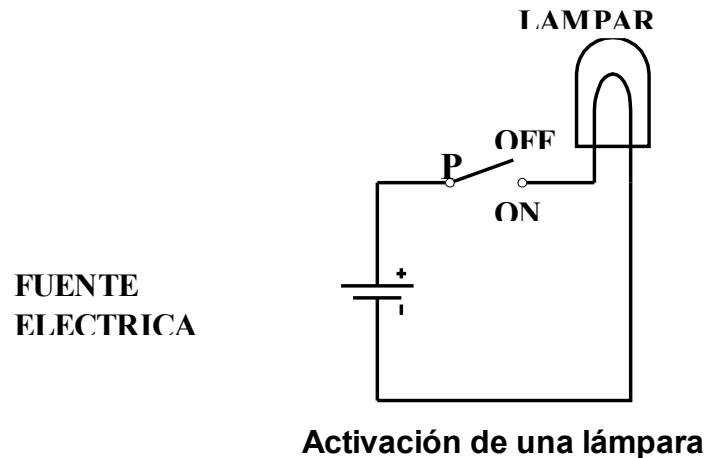 LAMPAR
OFF
P
ON
+
-
FUENTE
ELECTRICA
Activación de una lámpara